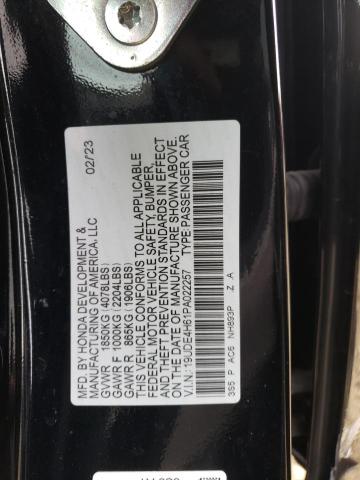 MFD. BY HONDA DEVELOPMENT &
MANUFACTURING OF AMERICA, LLC 02/'23
GVWR 1850KG (4078LBS)
GAWR F 1000KG (2204LBS)
GAWR R 865KG (1906LBS)
THIS VEHICLE CONFORMS TO ALL APPLICABLE
FEDERAL MOTOR VEHICLE SAFETY, BUMPER,
AND THEFT PREVENTION STANDARDS IN EFFECT
ON THE DATE OF MANUFACTURE SHOWN ABOVE.
V.I.N.: 19UDE4H61PA022257 TYPE:PASSENGER CAR
3S5 P AC6 NH893P Z A